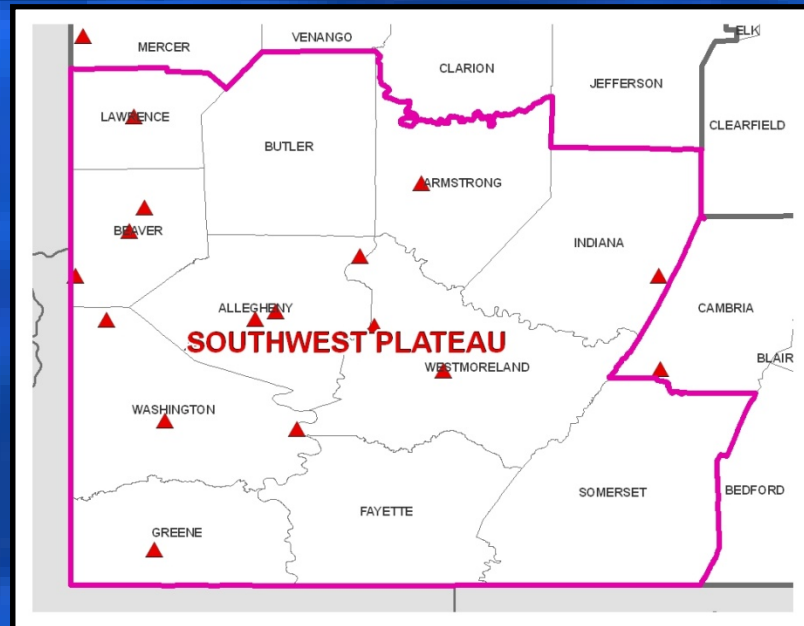 VENANGO
ELK
MERCER
CLARION
JEFFERSON
LAWRENCE
CLEARFIELD
BUTLER
ARMSTRONG
BEAVER
INDIANA
ALLEGHENY
CAMBRIA
SOUTHWEST PLATEAU
BLAIR
WESTMORELAND
WASHINGTON
SOMERSET
BEDFORD
FAYETTE
GREENE